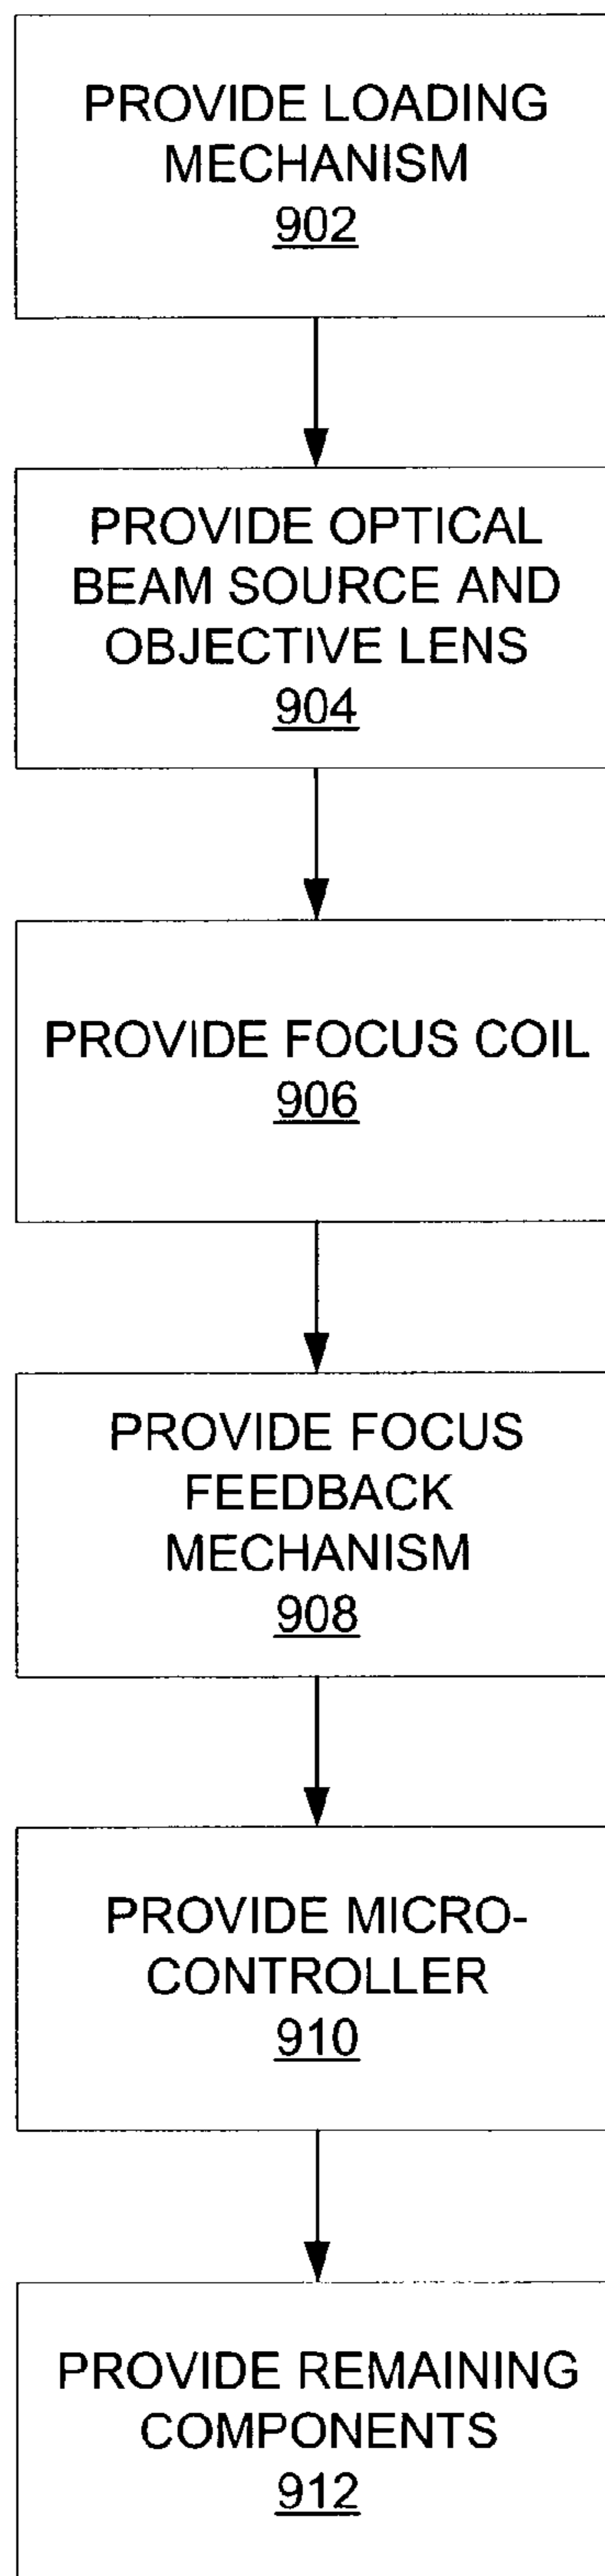 PROVIDE LOADING
MECHANISM
902
PROVIDE OPTICAL
BEAM SOURCE AND
OBJECTIVE LENS
904
PROVIDE FOCUS COIL
906
PROVIDE FOCUS
FEEDBACK
MECHANISM
908
PROVIDE MICRO-
CONTROLLER
910
PROVIDE REMAINING
COMPONENTS
912